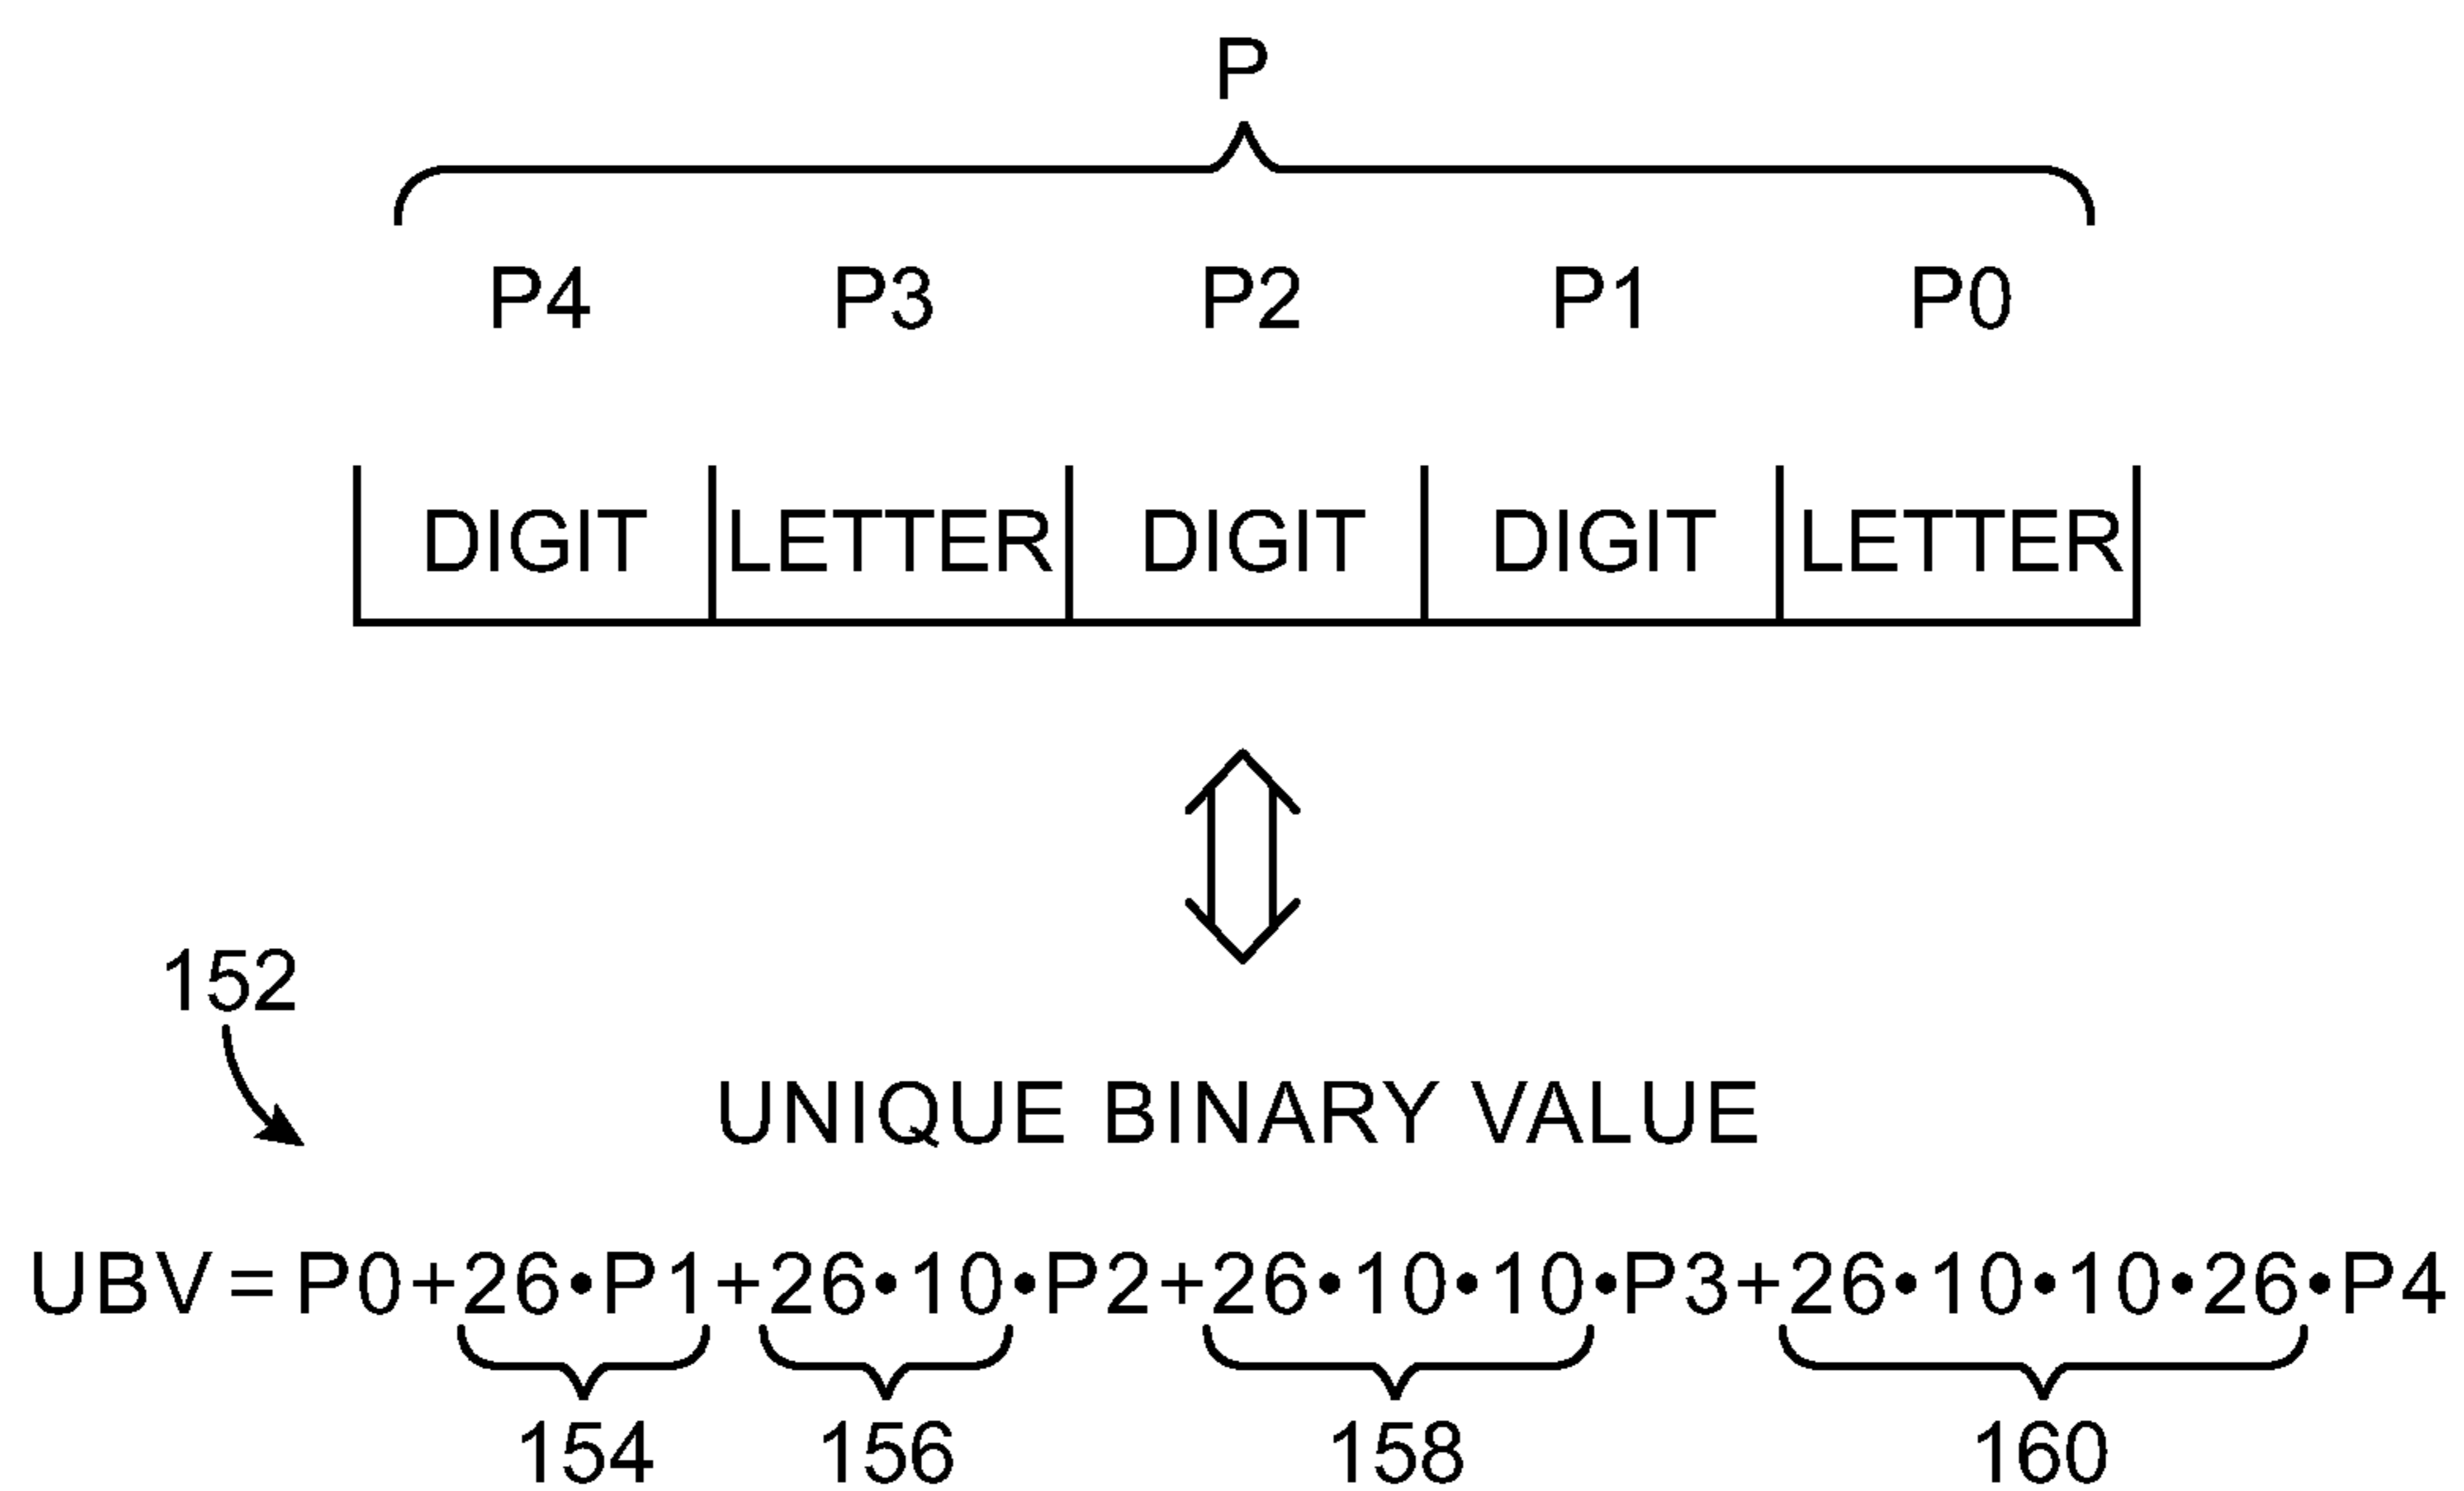 P
P4 P3 P2 P1 P0
DIGIT LETTER DIGIT DIGIT LETTER
152
UNIQUE BINARY VALUE
UBV=P0+26•P1+26•10•P2+26•10•10•P3+26•10•10•26•P4
154 156 158 160